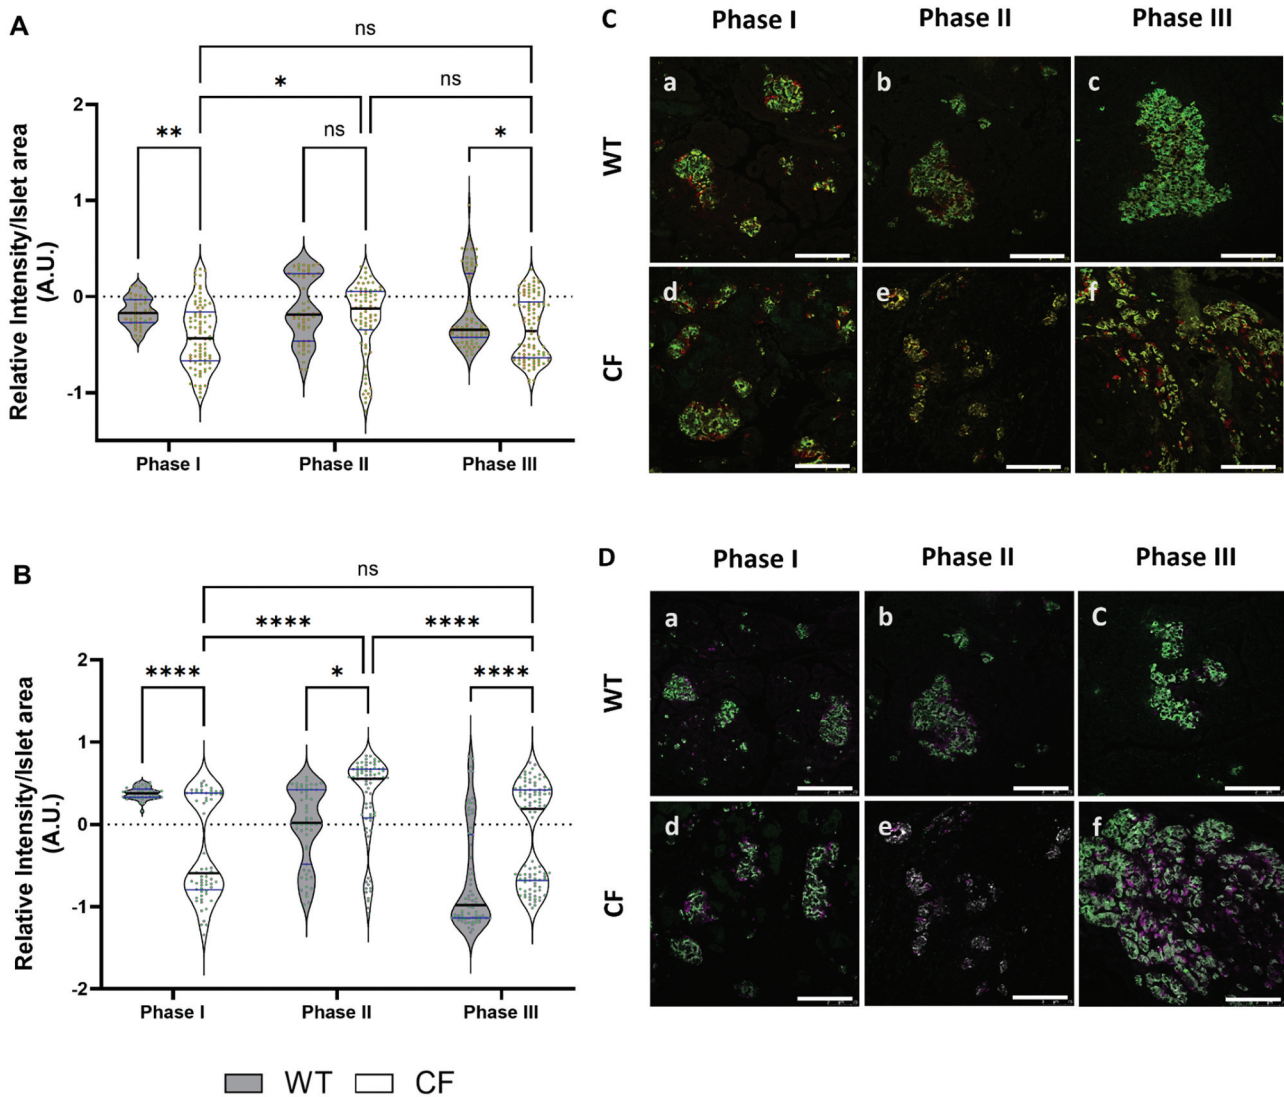 A
ns
*
ns
**
ns
*
Relative Intensity/Islet area
(A.U.)
2
1
0
-1
Phase I
Phase II
Phase III
C
Phase I
Phase II
Phase III
WT
a
b
c
CF
d
e
f
B
ns
****
****
****
*
****
Relative Intensity/Islet area
(A.U.)
2
1
0
-1
-2
Phase I
Phase II
Phase III
WT
CF
D
Phase I
Phase II
Phase III
WT
a
b
C
CF
d
e
f